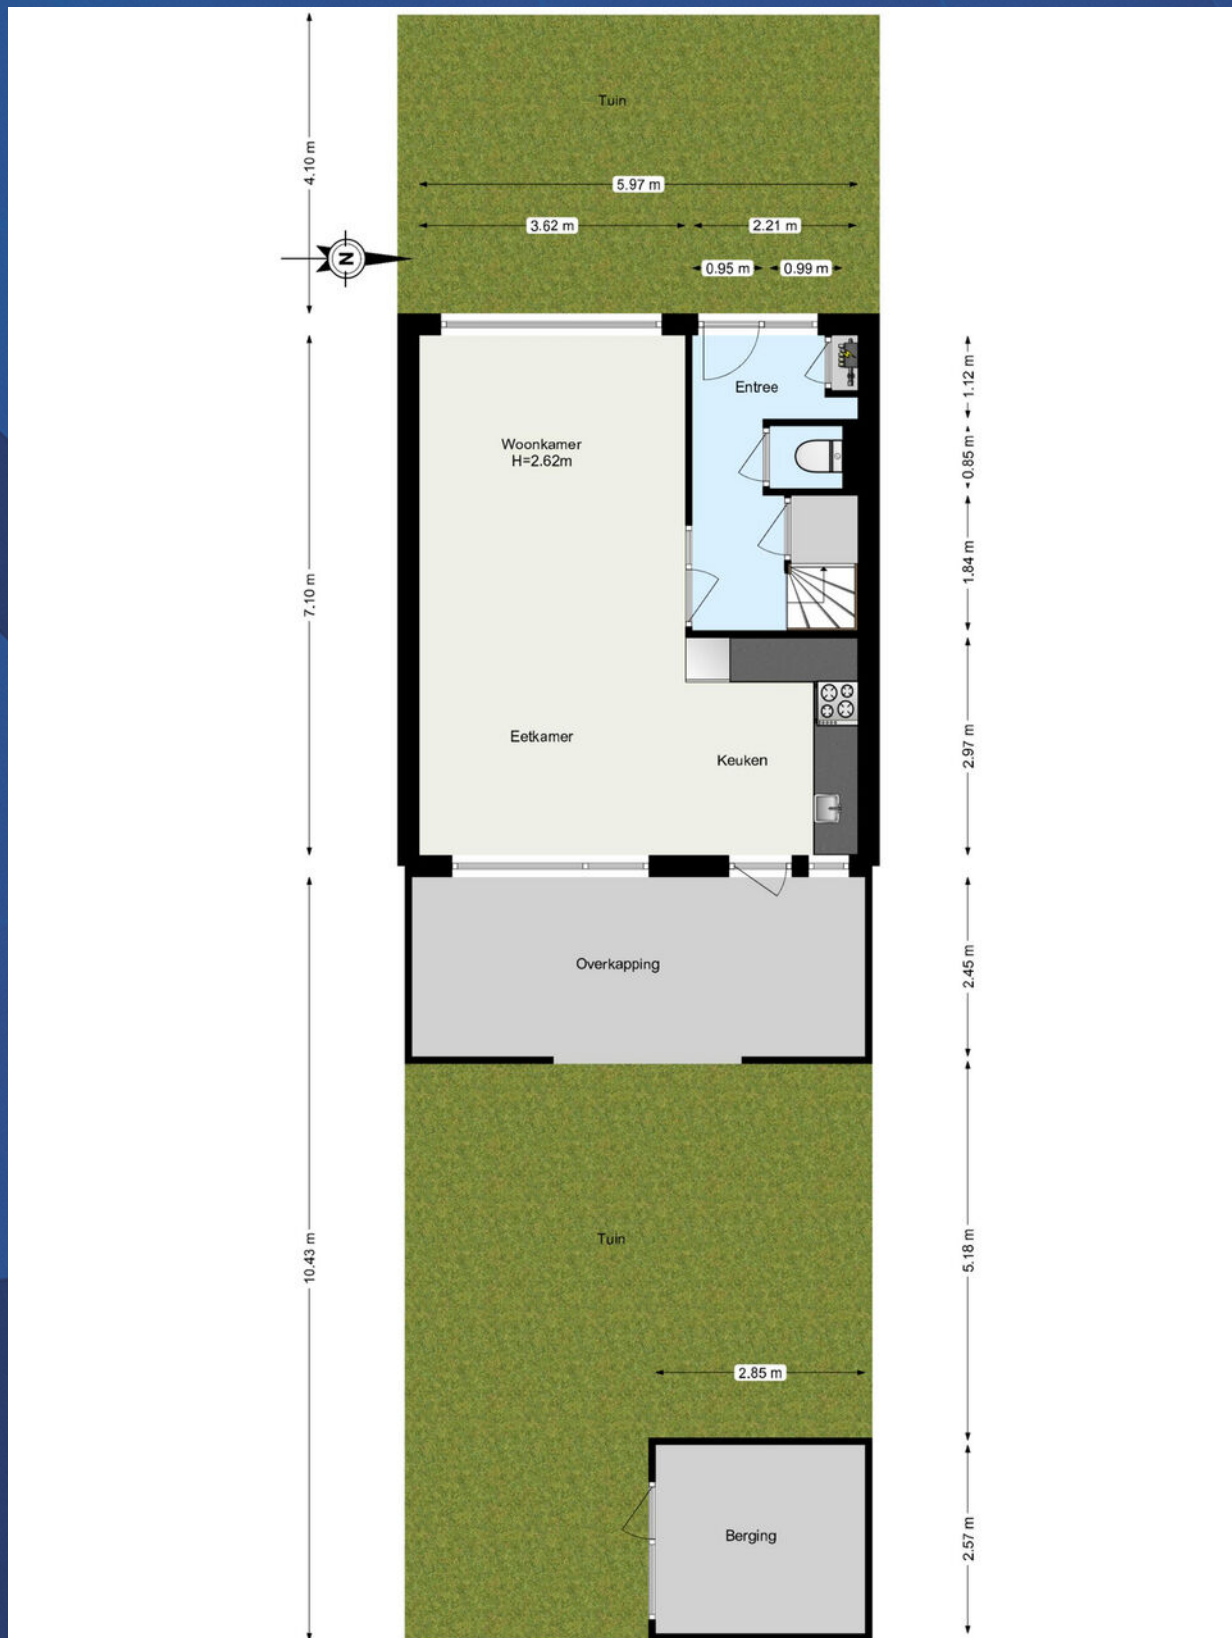 Tuin
4.10 m
5.97 m
3.62 m
2.21 m
N
0.95 m
0.99 m
Entree
1.12 m
Woonkamer
H=2.62m
0.85 m
1.84 m
7.10 m
Eetkamer
Keuken
2.97 m
Overkapping
2.45 m
Tuin
10.43 m
5.18 m
2.85 m
Berging
2.57 m